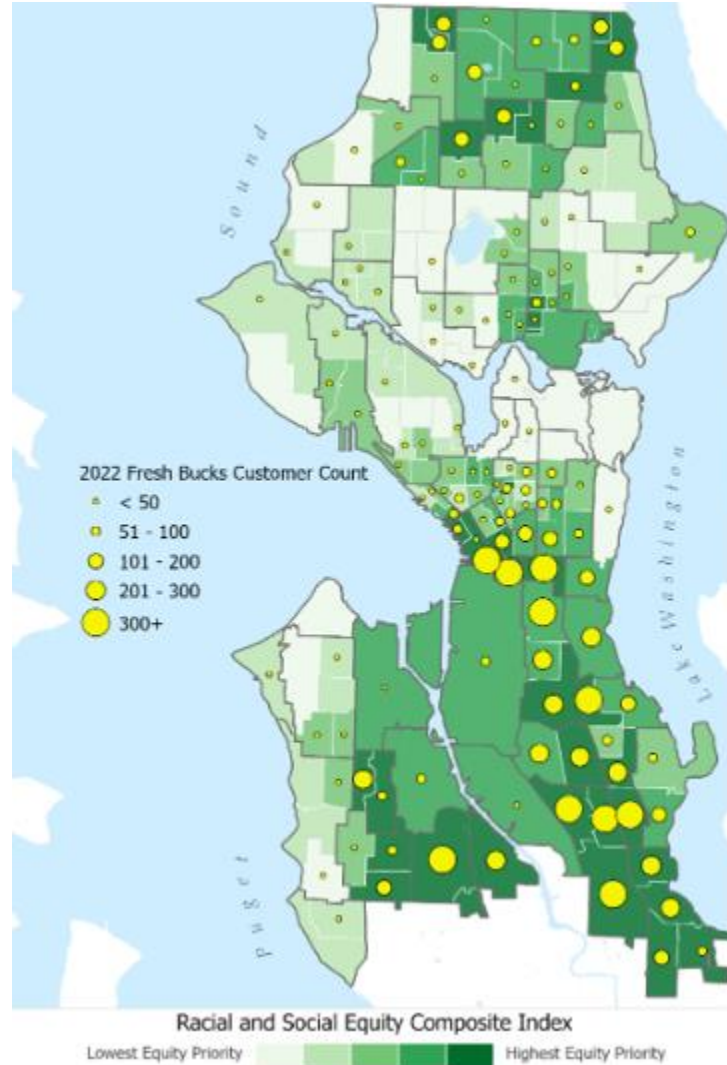 Sound
2022 Fresh Bucks Customer Count
< 50
51 - 100
101 - 200
201 - 300
300+
Lake Washington
Puget
Racial and Social Equity Composite Index
Lowest Equity Priority Highest Equity Priority